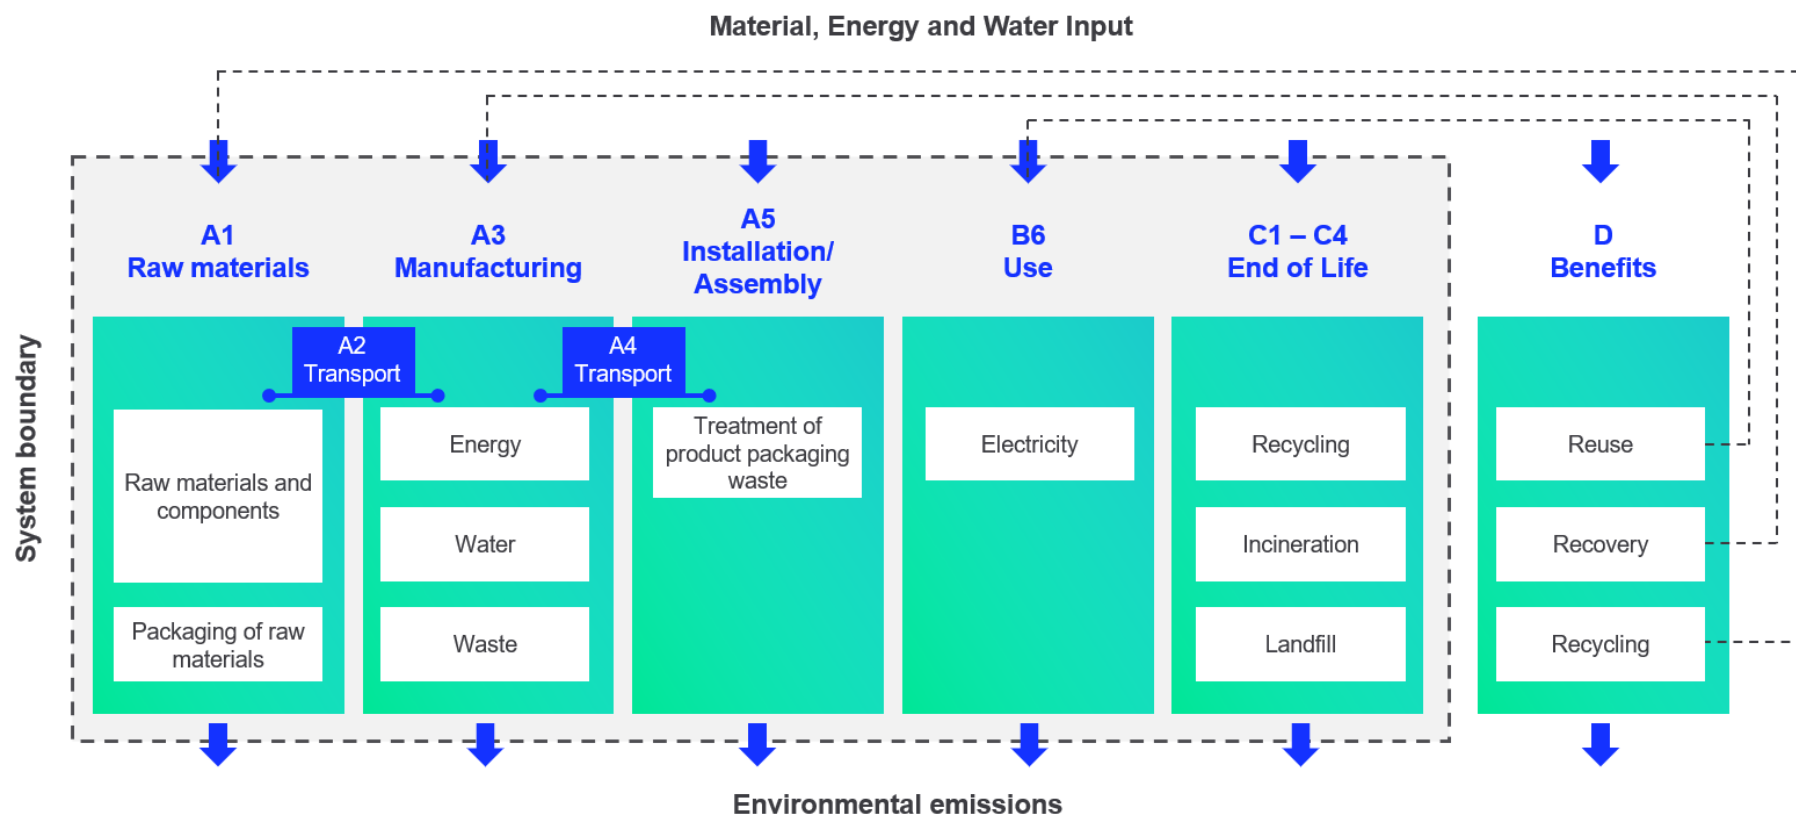 Material, Energy and Water Input
A1
Raw materials
A3
Manufacturing
A5
Installation/
Assembly
B6
Use
C1 – C4
End of Life
D
Benefits
System boundary
A2
Transport
A4
Transport
Raw materials and
components
Packaging of raw
materials
Energy
Water
Waste
Treatment of
product packaging
waste
Electricity
Recycling
Incineration
Landfill
Reuse
Recovery
Recycling
Environmental emissions